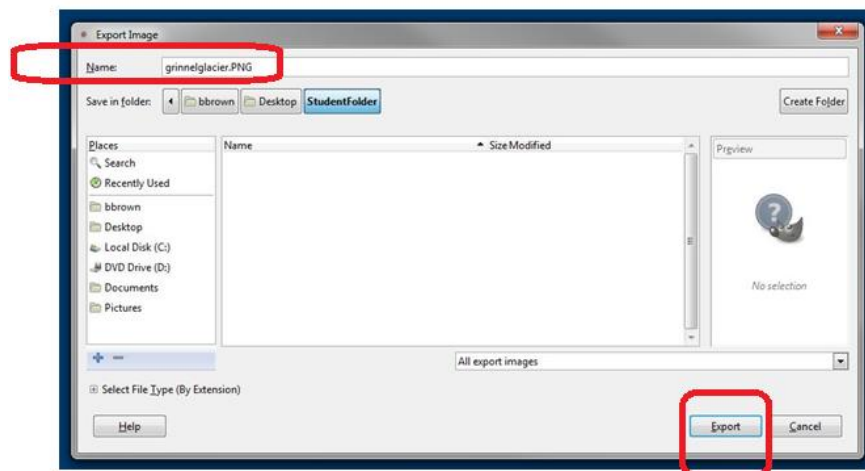 Export Image
Name: grinnelglacier.PNG
Save in folder: bbrown Desktop StudentFolder Create Folder
Places Name Size Modified Preview
Search
Recently Used
bbrown
Desktop
Local Disk (C:)
DVD Drive (D:)
Documents
Pictures
No selection
All export images
Select File Type (By Extension)
Help Export Cancel